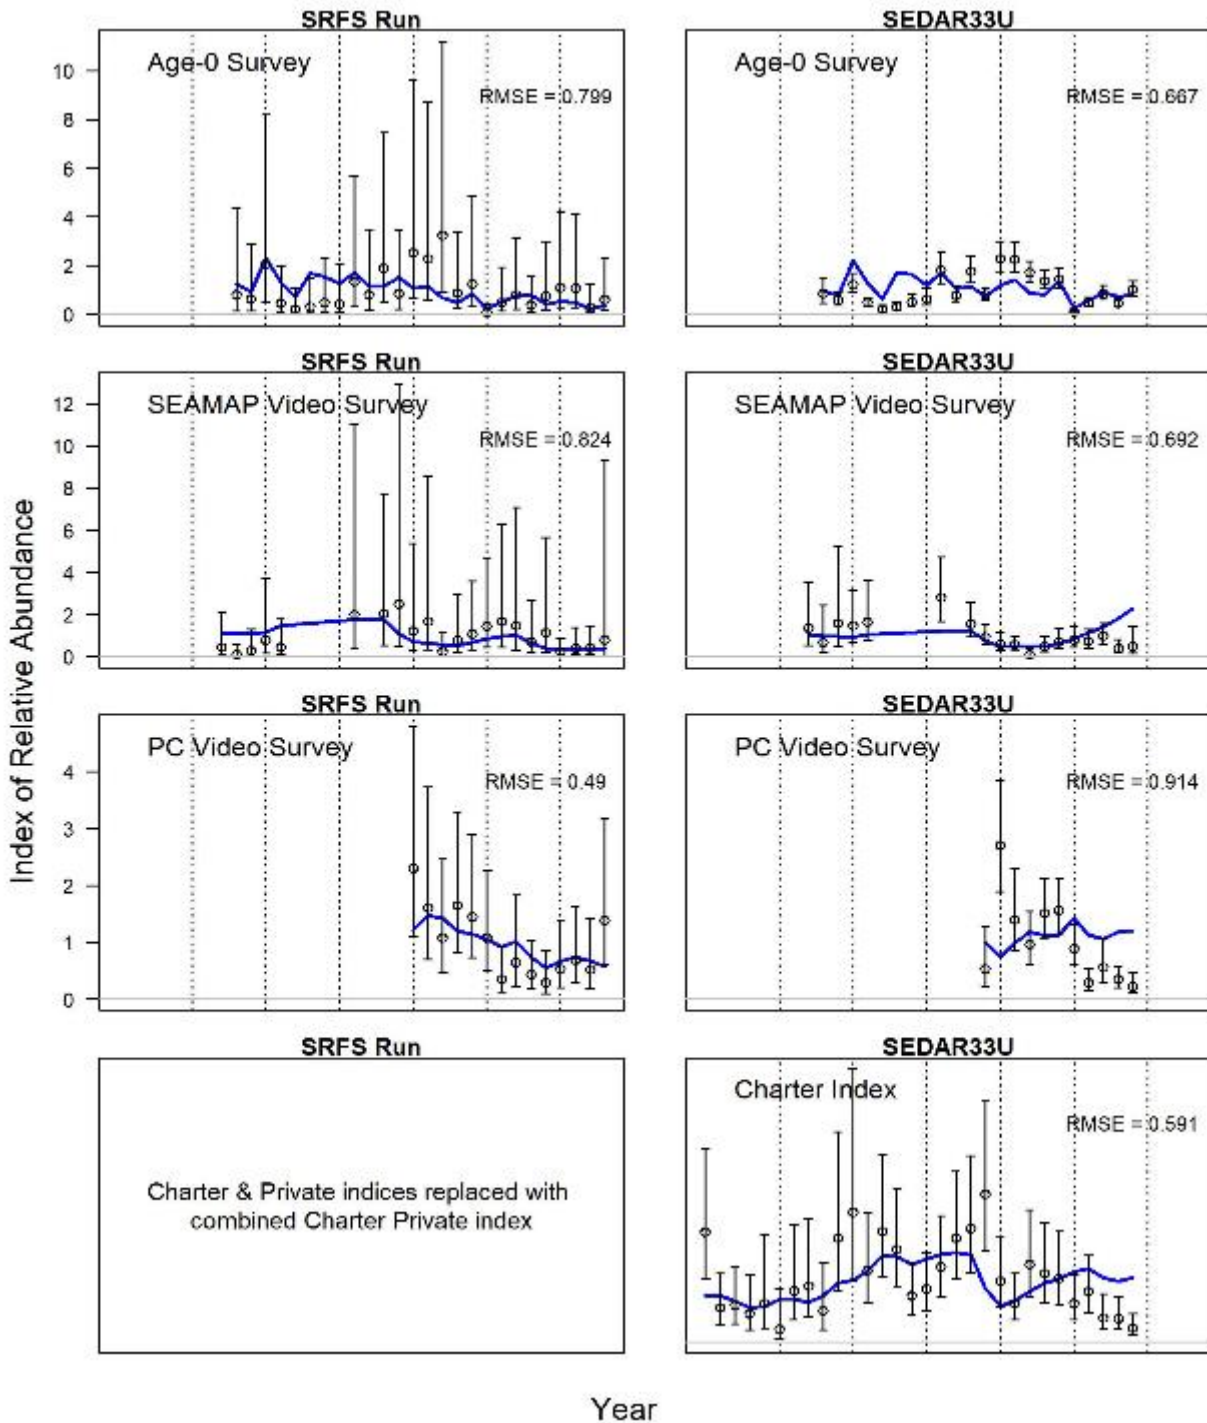 SRFS Run
SEDAR33U
Age-0 Survey
RMSE = 0.799
10
8
6
4
2
0
Age-0 Survey
RMSE = 0.667
SRFS Run
SEDAR33U
SEAMAP Video Survey
RMSE = 0.824
12
10
8
6
4
2
0
SEAMAP Video Survey
RMSE = 0.692
SRFS Run
SEDAR33U
PC Video Survey
RMSE = 0.49
4
3
2
1
0
PC Video Survey
RMSE = 0.914
SRFS Run
SEDAR33U
Charter & Private indices replaced with
combined Charter Private index
Charter Index
RMSE = 0.591
Index of Relative Abundance
Year